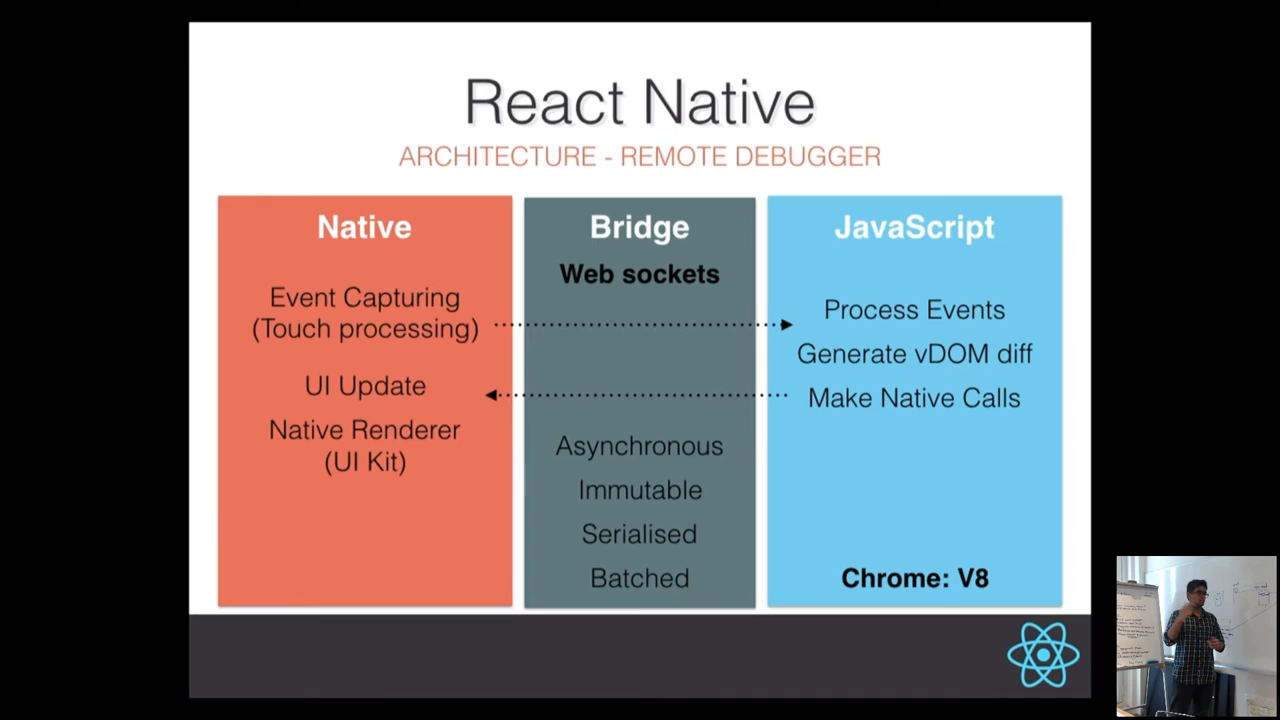 React Native
ARCHITECTURE - REMOTE DEBUGGER
Native
Event Capturing
(Touch processing)
UI Update
Native Renderer
(UI Kit)
Bridge
Web sockets
Asynchronous
Immutable
Serialised
Batched
JavaScript
Process Events
Generate vDOM diff
Make Native Calls
Chrome: V8